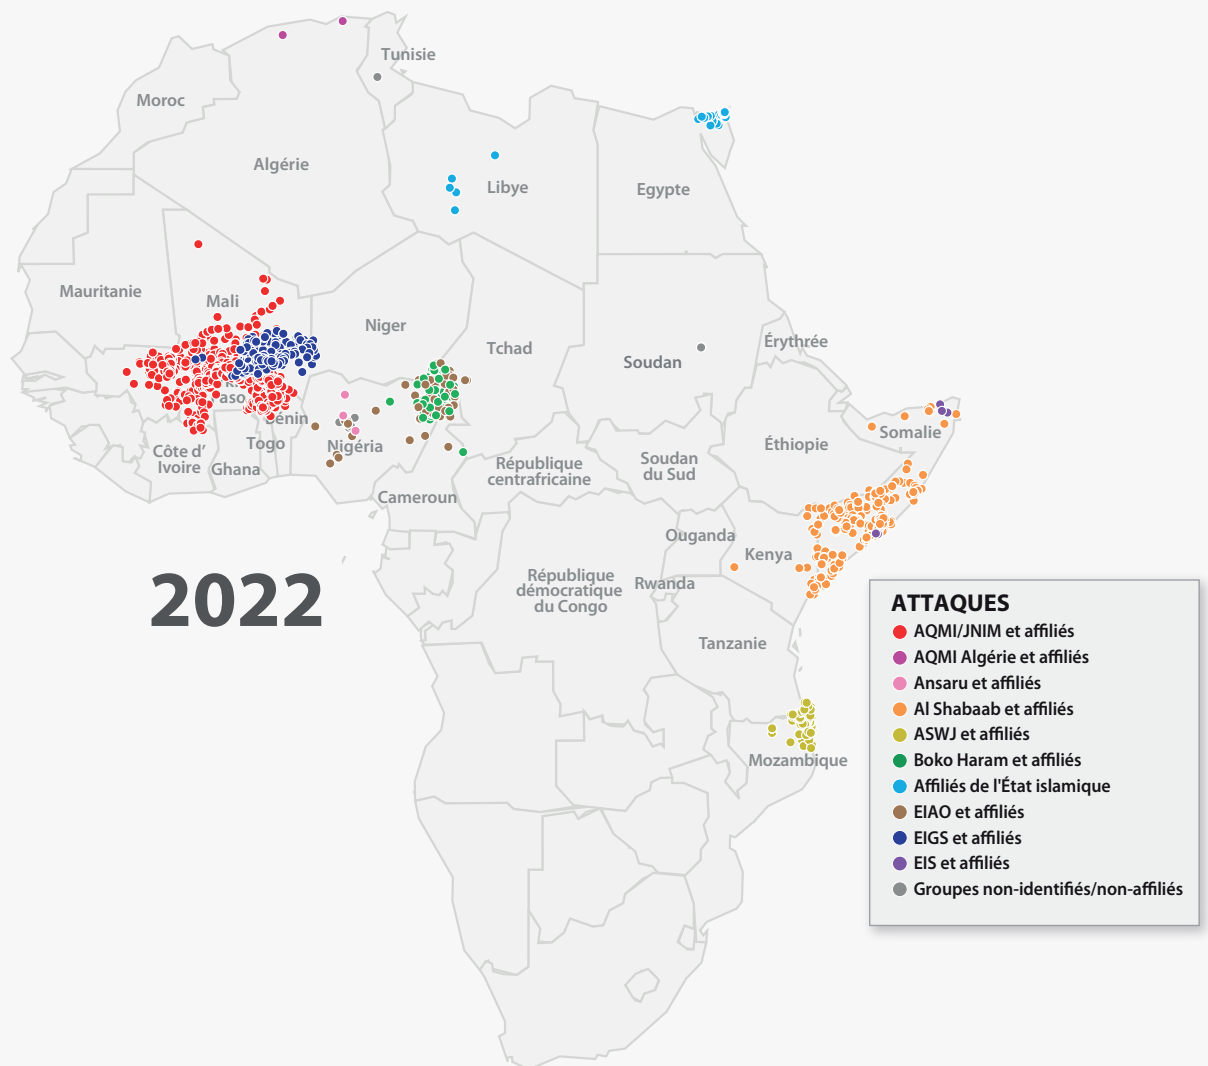 Tunisie
Moroc
Algérie
Libye
Egypte
Mauritanie
Mali
Niger
Tchad
Soudan
Érythrée
aso
Bénin
Togo
Nigéria
Côte d'
Ivoire
Ghana
Cameroun
République
centrafricaine
Soudan
du Sud
Éthiopie
Somalie
Ouganda
Kenya
Rwanda
République
démocratique
du Congo
Tanzanie
Mozambique
2022
ATTAQUES
AQMI/JNIM et affiliés
AQMI Algérie et affiliés
Ansaru et affiliés
Al Shabaab et affiliés
ASWJ et affiliés
Boko Haram et affiliés
Affiliés de l'État islamique
EIAO et affiliés
EIGS et affiliés
EIS et affiliés
Groupes non-identifiés/non-affiliés